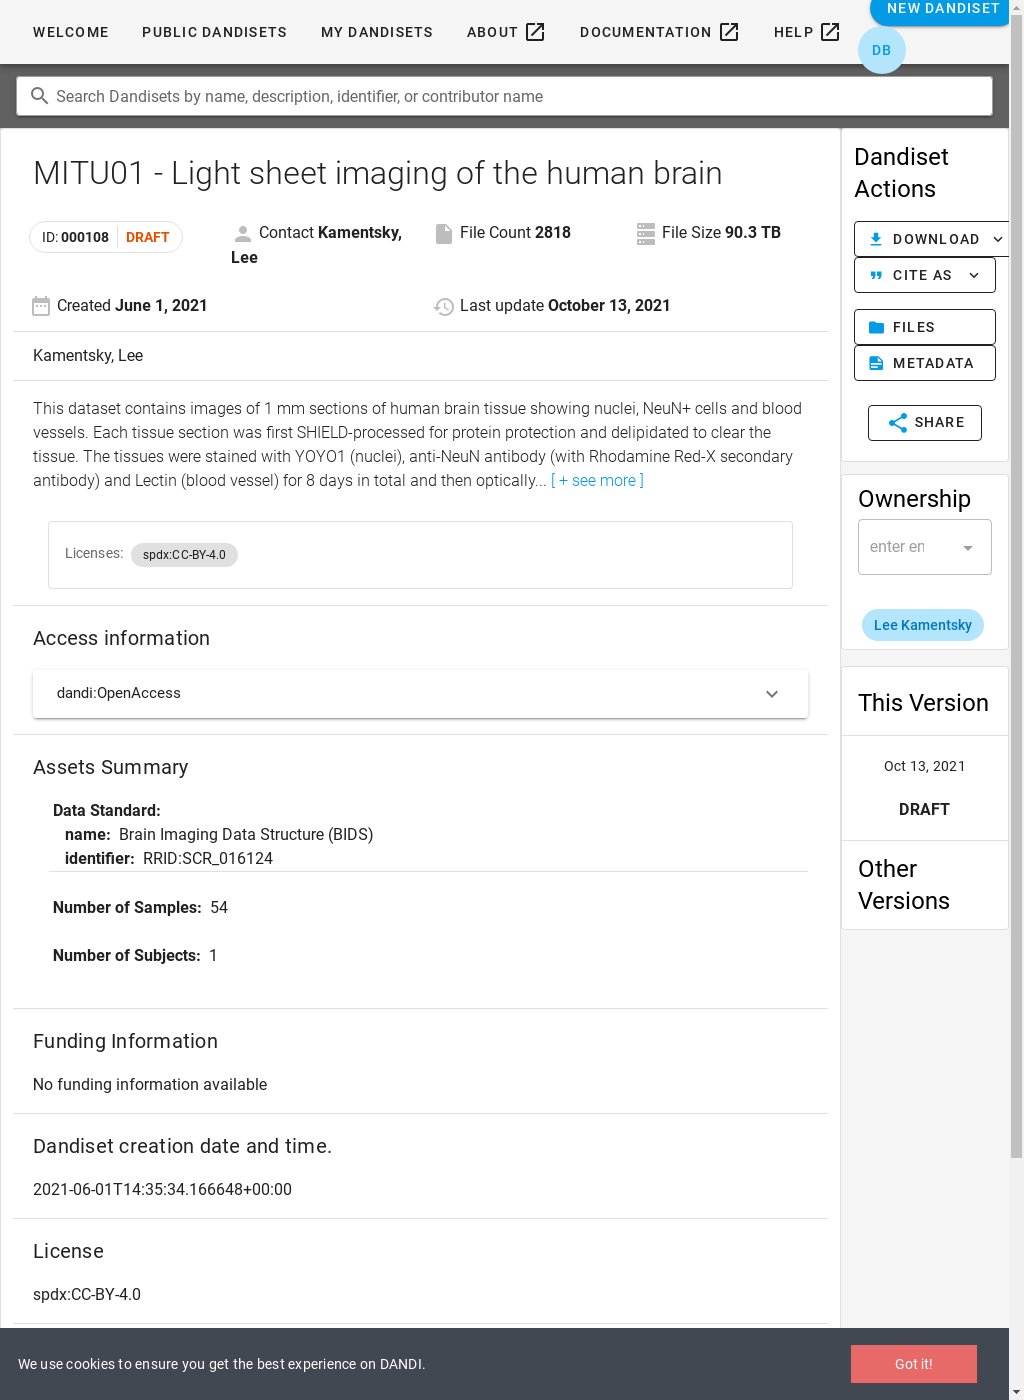 WELCOME PUBLIC DANDISETS MY DANDISETS ABOUT DOCUMENTATION HELP NEW DANDISET
DB
Search Dandisets by name, description, identifier, or contributor name
MITU01 - Light sheet imaging of the human brain
ID: 000108 DRAFT
Contact Kamentsky,
Lee
File Count 2818
File Size 90.3 TB
Created June 1, 2021
Last update October 13, 2021
Kamentsky, Lee
This dataset contains images of 1 mm sections of human brain tissue showing nuclei, NeuN+ cells and blood
vessels. Each tissue section was first SHIELD-processed for protein protection and delipidated to clear the
tissue. The tissues were stained with YOYO1 (nuclei), anti-NeuN antibody (with Rhodamine Red-X secondary
antibody) and Lectin (blood vessel) for 8 days in total and then optically... [ + see more ]
Licenses: spdx:CC-BY-4.0
Access information
dandi:OpenAccess
Assets Summary
Data Standard:
name: Brain Imaging Data Structure (BIDS)
identifier: RRID:SCR_016124
Number of Samples: 54
Number of Subjects: 1
Funding Information
No funding information available
Dandiset creation date and time.
2021-06-01T14:35:34.166648+00:00
License
spdx:CC-BY-4.0
Dandiset
Actions
DOWNLOAD
CITE AS
FILES
METADATA
SHARE
Ownership
enter en
Lee Kamentsky
This Version
Oct 13, 2021
DRAFT
Other
Versions
We use cookies to ensure you get the best experience on DANDI.
Got it!